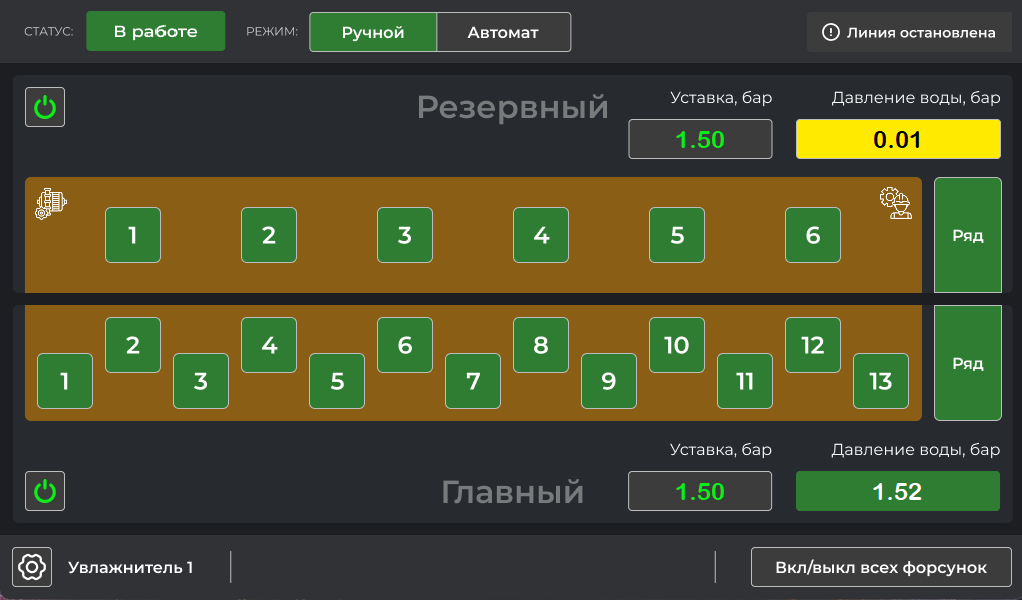 СТАТУС: В работе РЕЖИМ: Ручной Автомат Линия остановлена
Резервный
Уставка, бар Давление воды, бар
1.50 0.01
1 2 3 4 5 6 Ряд
2 4 6 8 10 12
1 3 5 7 9 11 13
Ряд
Уставка, бар Давление воды, бар
Главный 1.50 1.52
Увлажнитель 1 Вкл/выкл всех форсунок